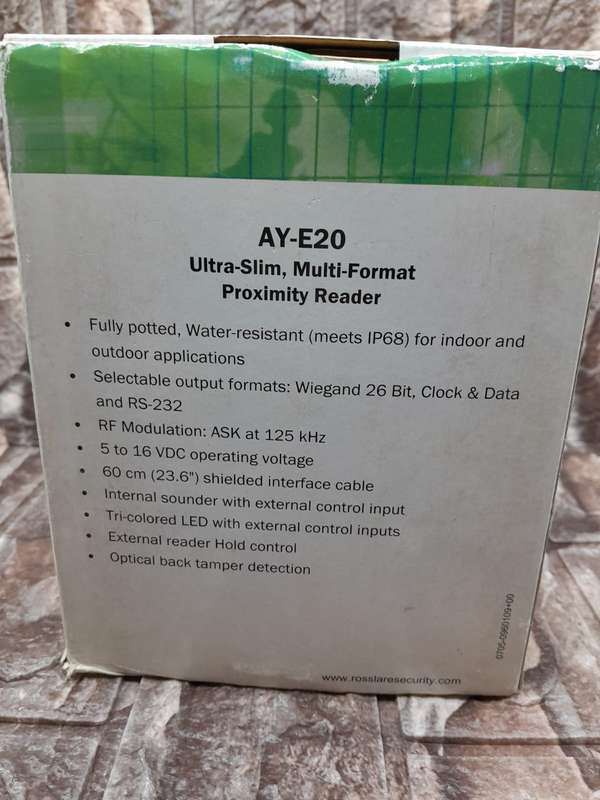 AY-E20
Ultra-Slim, Multi-Format
Proximity Reader
• Fully potted, Water-resistant (meets IP68) for indoor and
outdoor applications
• Selectable output formats: Wiegand 26 Bit, Clock & Data
and RS-232
• RF Modulation: ASK at 125 kHz
• 5 to 16 VDC operating voltage
• 60 cm (23.6") shielded interface cable
• Internal sounder with external control input
• Tri-colored LED with external control inputs
• External reader Hold control
• Optical back tamper detection
0705-0960109+00
www.rosslaresecurity.com